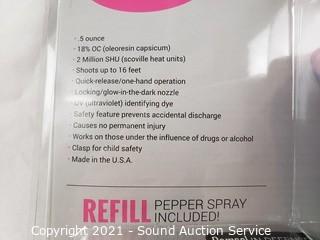 • .5 ounce
• 18% OC (oleoresin capsicum)
• 2 Million SHU (scoville heat units)
• Shoots up to 16 feet
• Quick-release/one-hand operation
• Locking/glow-in-the-dark nozzle
• UV (ultraviolet) identifying dye
• Safety feature prevents accidental discharge
• Causes no permanent injury
• Works on those under the influence of drugs or alcohol
• Clasp for child safety
• Made in the U.S.A.
REFILL PEPPER SPRAY
INCLUDED!
Copyright 2021 - Sound Auction Service